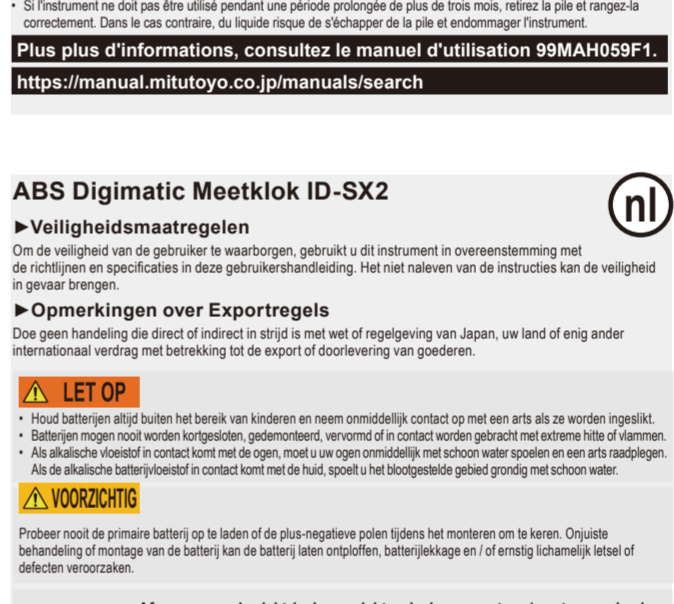 • Si l'instrument ne doit pas être utilisé pendant une période prolongée de plus de trois mois, retirez la pile et rangez-la
correctement. Dans le cas contraire, du liquide risque de s'échapper de la pile et endommager l'instrument.
Plus plus d'informations, consultez le manuel d'utilisation 99MAH059F1.
https://manual.mitutoyo.co.jp/manuals/search
ABS Digimatic Meetklok ID-SX2
nl
►Veiligheidsmaatregelen
Om de veiligheid van de gebruiker te waarborgen, gebruikt u dit instrument in overeenstemming met
de richtlijnen en specificaties in deze gebruikershandleiding. Het niet naleven van de instructies kan de veiligheid
in gevaar brengen.
►Opmerkingen over Exportregels
Doe geen handeling die direct of indirect in strijd is met wet of regelgeving van Japan, uw land of enig ander
internationaal verdrag met betrekking tot de export of doorlevering van goederen.
LET OP
• Houd batterijen altijd buiten het bereik van kinderen en neem onmiddellijk contact op met een arts als ze worden ingeslikt.
• Batterijen mogen nooit worden kortgesloten, gedemonteerd, vervormd of in contact worden gebracht met extreme hitte of vlammen.
• Als alkalische vloeistof in contact komt met de ogen, moet u uw ogen onmiddellijk met schoon water spoelen en een arts raadplegen.
Als de alkalische batterijvloeistof in contact komt met de huid, spoelt u het blootgestelde gebied grondig met schoon water.
VOORZICHTIG
Probeer nooit de primaire batterij op te laden of de plus-negatieve polen tijdens het monteren om te keren. Onjuiste
behandeling of montage van de batterij kan de batterij laten ontploffen, batterijlekkage en / of ernstig lichamelijk letsel of
defecten veroorzaken.